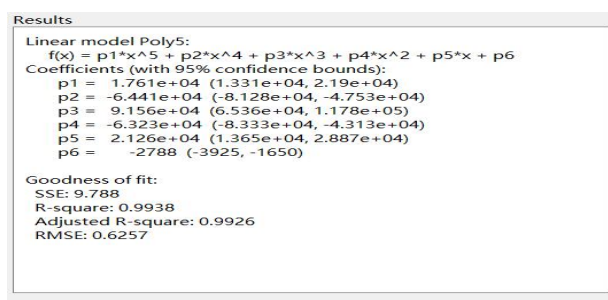 Results
Linear model Poly5:
f(x) = p1*x^5 + p2*x^4 + p3*x^3 + p4*x^2 + p5*x + p6
Coefficients (with 95% confidence bounds):
p1 = 1.761e+04 (1.331e+04, 2.19e+04)
p2 = -6.441e+04 (-8.128e+04, -4.753e+04)
p3 = 9.156e+04 (6.536e+04, 1.178e+05)
p4 = -6.323e+04 (-8.333e+04, -4.313e+04)
p5 = 2.126e+04 (1.365e+04, 2.887e+04)
p6 = -2788 (-3925, -1650)
Goodness of fit:
SSE: 9.788
R-square: 0.9938
Adjusted R-square: 0.9926
RMSE: 0.6257